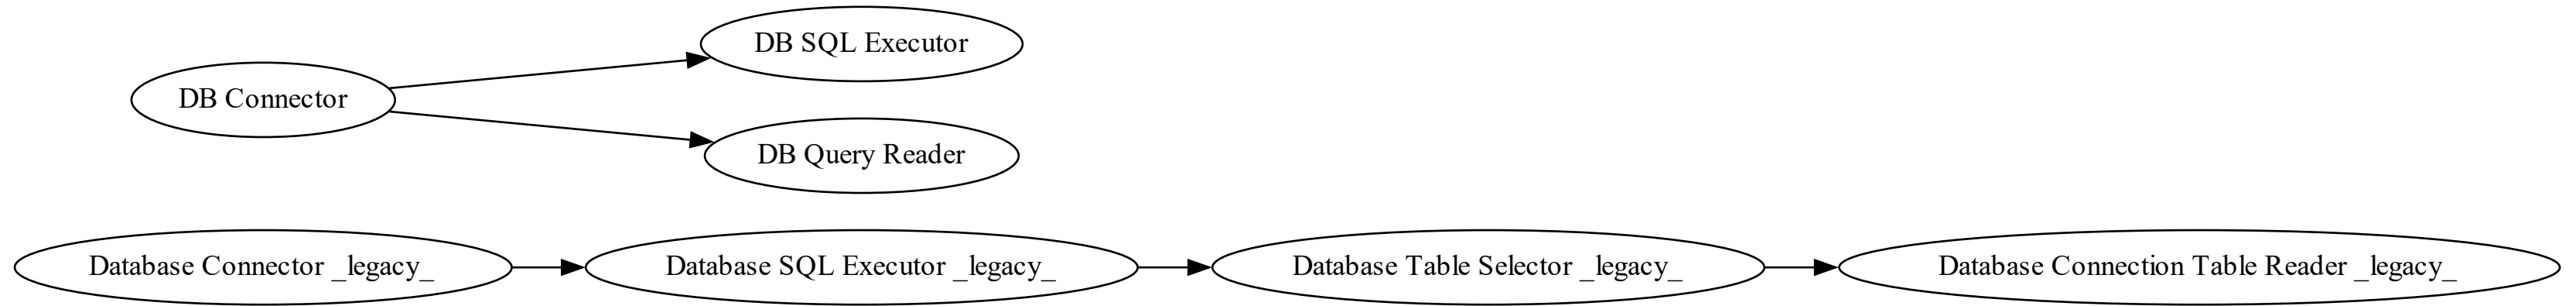 DB SQL Executor
DB Connector
DB Query Reader
Database Connector _legacy_
Database SQL Executor _legacy_
Database Table Selector _legacy_
Database Connection Table Reader _legacy_